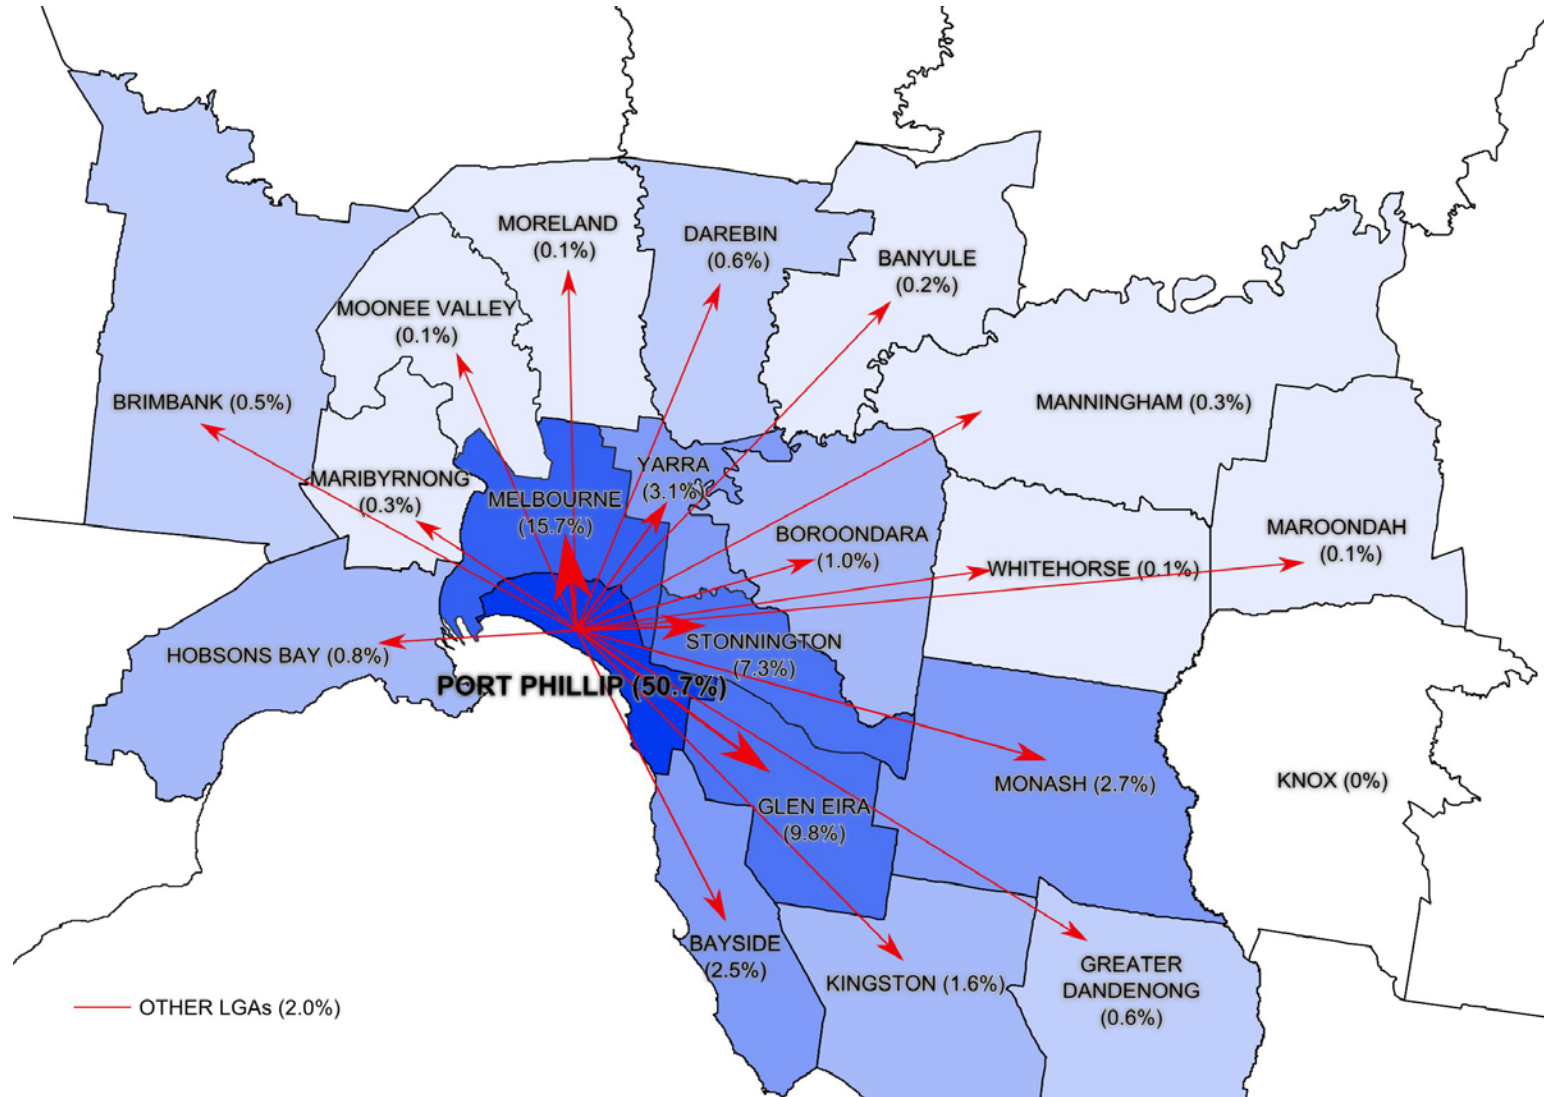 MORELAND
(0.1%)
DAREBIN
(0.6%)
BANYULE
(0.2%)
MOONEE VALLEY
(0.1%)
BRIMBANK (0.5%)
MANNINGHAM (0.3%)
MARIBYRNONG
(0.3%)
MELBOURNE
(15.7%)
YARRA
(3.1%)
BOROONDARA
(1.0%)
MAROONDAH
(0.1%)
WHITEHORSE (0.1%)
HOBSONS BAY (0.8%)
STONNINGTON
(7.3%)
PORT PHILLIP (50.7%)
MONASH (2.7%)
KNOX (0%)
GLEN EIRA
(9.8%)
BAYSIDE
(2.5%)
KINGSTON (1.6%)
GREATER
DANDENONG
(0.6%)
OTHER LGAs (2.0%)